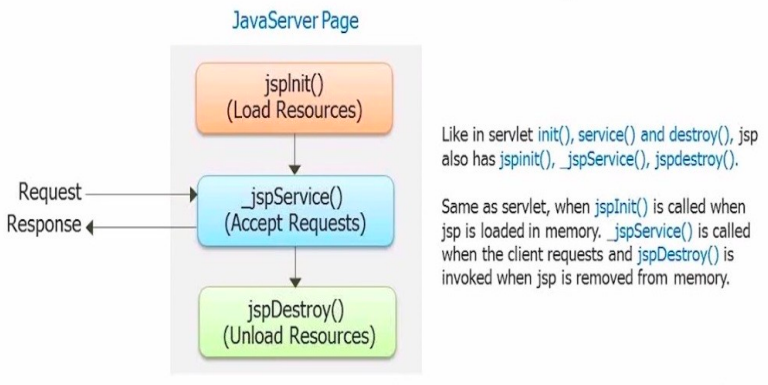 JavaServer Page
jspInit()
(Load Resources)
Request
Response
_jspService()
(Accept Requests)
jspDestroy()
(Unload Resources)
Like in servlet init(), service() and destroy(), jsp
also has jspinit(), _jspService(), jspdestroy().
Same as servlet, when jspInit() is called when
jsp is loaded in memory. _jspService() is called
when the client requests and jspDestroy() is
invoked when jsp is removed from memory.